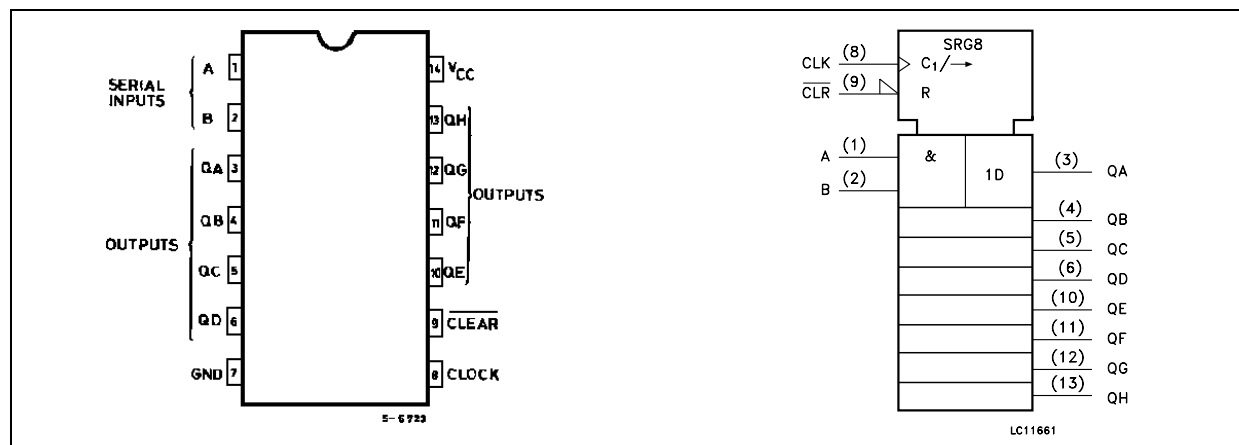 SERIAL
INPUTS
A 1
B 2
OUTPUTS
QA 3
QB 4
QC 5
QD 6
GND 7
14 VCC
13 QH
12 QG
11 QF
10 QE
OUTPUTS
9 CLEAR
8 CLOCK
S-6723
SRG8
CLK (8) C1/→
CLR (9) R
A (1) & 1D (3) QA
B (2)
(4) QB
(5) QC
(6) QD
(10) QE
(11) QF
(12) QG
(13) QH
LC11661